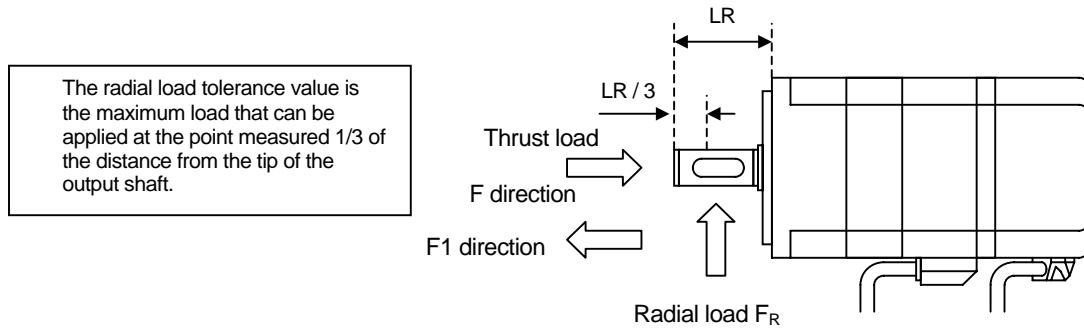 The radial load tolerance value is
the maximum load that can be
applied at the point measured 1/3 of
the distance from the tip of the
output shaft.
LR
LR / 3
Thrust load
F direction
F1 direction
Radial load FR